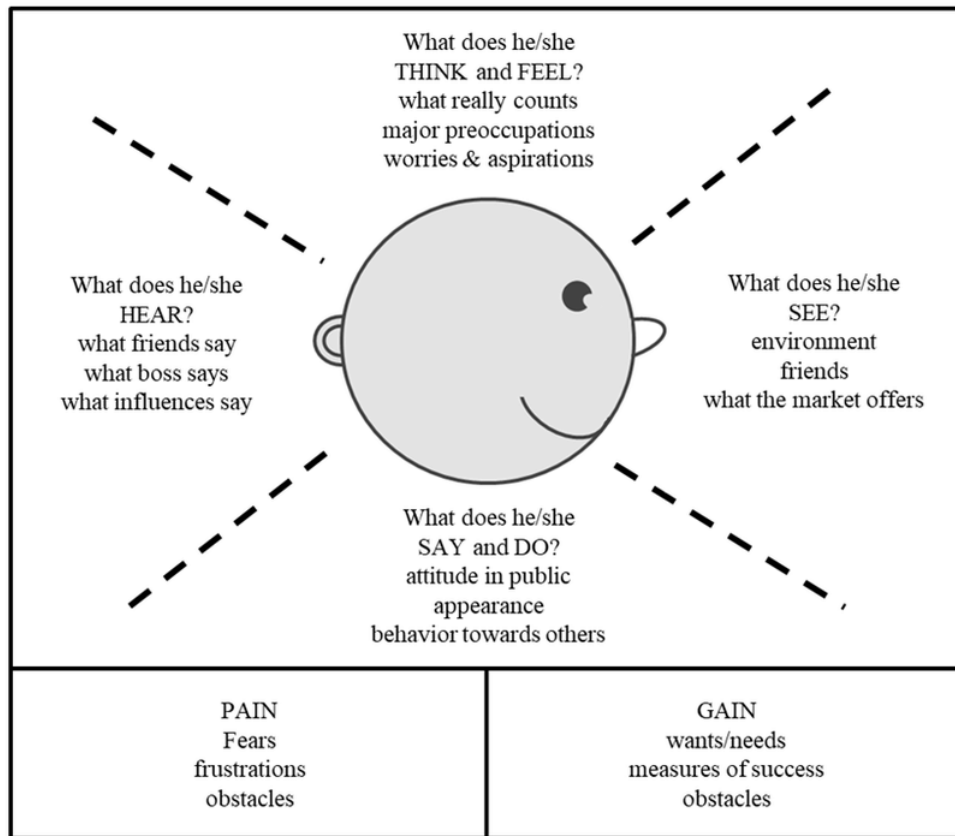 What does he/she
THINK and FEEL?
what really counts
major preoccupations
worries & aspirations
What does he/she
HEAR?
what friends say
what boss says
what influences say
What does he/she
SEE?
environment
friends
what the market offers
What does he/she
SAY and DO?
attitude in public
appearance
behavior towards others
PAIN
Fears
frustrations
obstacles
GAIN
wants/needs
measures of success
obstacles